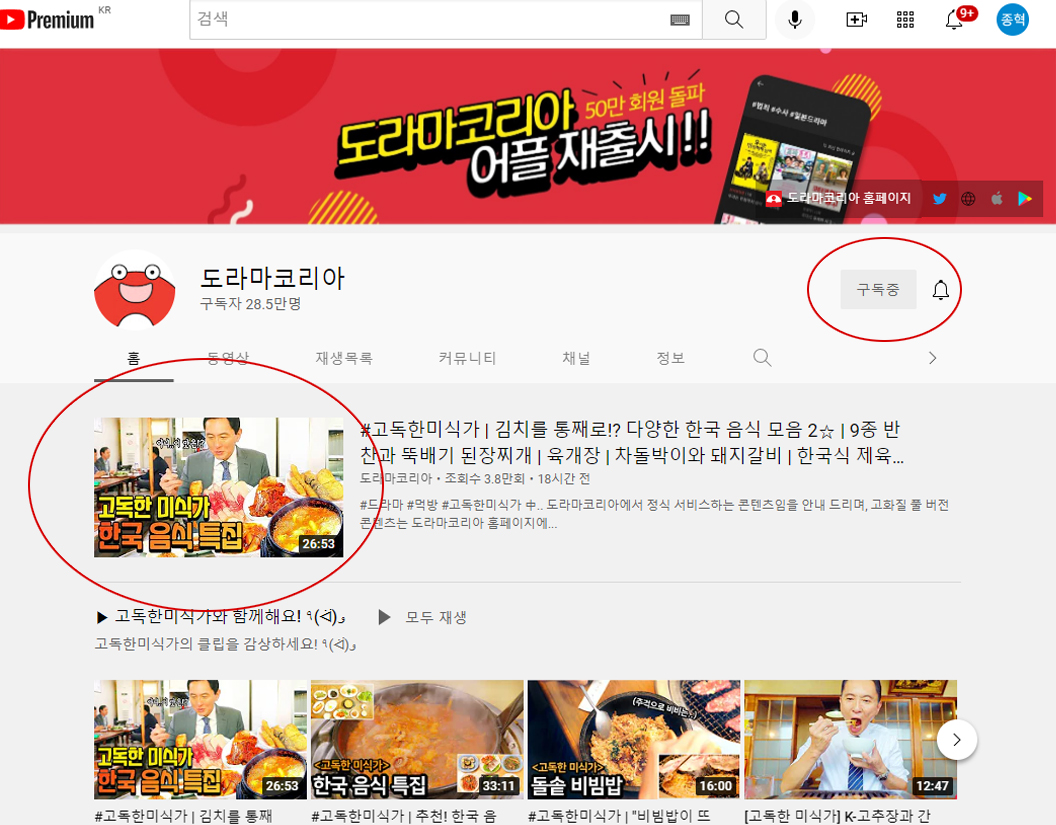 Premium KR
검색
9+
종혁
도라마코리아 50만 회원 돌파
어플 재출시!!
#범죄 #수사 #일본드라마
도라마코리아 홈페이지
도라마코리아
구독자 28.5만명
구독중
홈 동영상 재생목록 커뮤니티 채널 정보
#고독한미식가 | 김치를 통째로!? 다양한 한국 음식 모음 2☆ | 9종 반
찬과 뚝배기 된장찌개 | 육개장 | 차돌박이와 돼지갈비 | 한국식 제육...
도라마코리아 • 조회수 3.8만회 • 18시간 전
#드라마 #먹방 #고독한미식가 中.. 도라마코리아에서 정식 서비스하는 콘텐츠임을 안내 드리며, 고화질 풀 버전
콘텐츠는 도라마코리아 홈페이지에...
고독한 미식가
한국 음식 특집
26:53
▶ 고독한미식가와 함께해요! ٩(ᐊ)و
▶ 모두 재생
고독한미식가의 클립을 감상하세요! ٩(ᐊ)و
고독한 미식가
한국 음식 특집
26:53
<고독한 미식가>
한국 음식 특집
33:11
(주걱으로 비비는..)
<고독한 미식가>
돌솥 비빔밥
16:00
12:47
#고독한미식가 | 김치를 통째
#고독한미식가 | 추천! 한국 음
#고독한미식가 | "비빔밥이 뜨
[고독한 미식가] K-고추장과 간